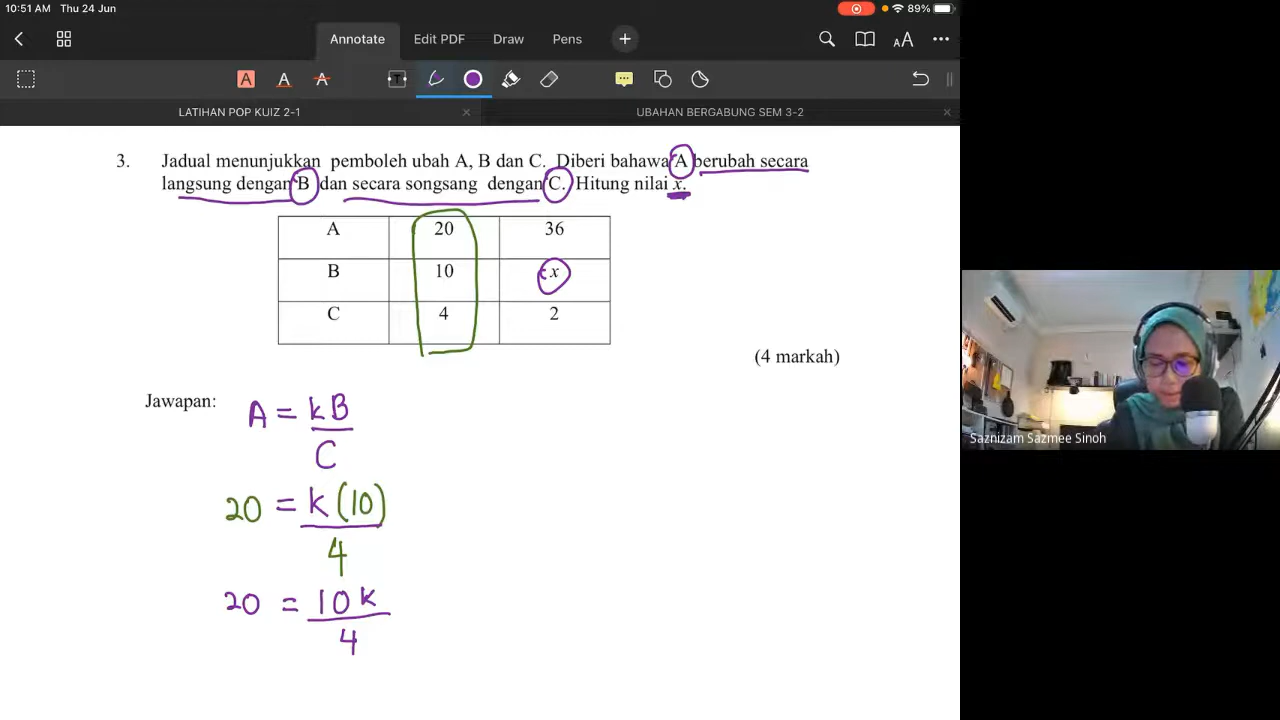 10:51 AM Thu 24 Jun 89%
Annotate Edit PDF Draw Pens
LATIHAN POP KUIZ 2-1 UBAHAN BERGABUNG SEM 3-2
3. Jadual menunjukkan pemboleh ubah A, B dan C. Diberi bahawa A berubah secara
langsung dengan B dan secara songsang dengan C. Hitung nilai x.
A 20 36
B 10 x
C 4 2
(4 markah)
Jawapan:
A = kB
C
20 = k(10)
4
20 = 10k
4
Saznizam Sazmee Sinoh